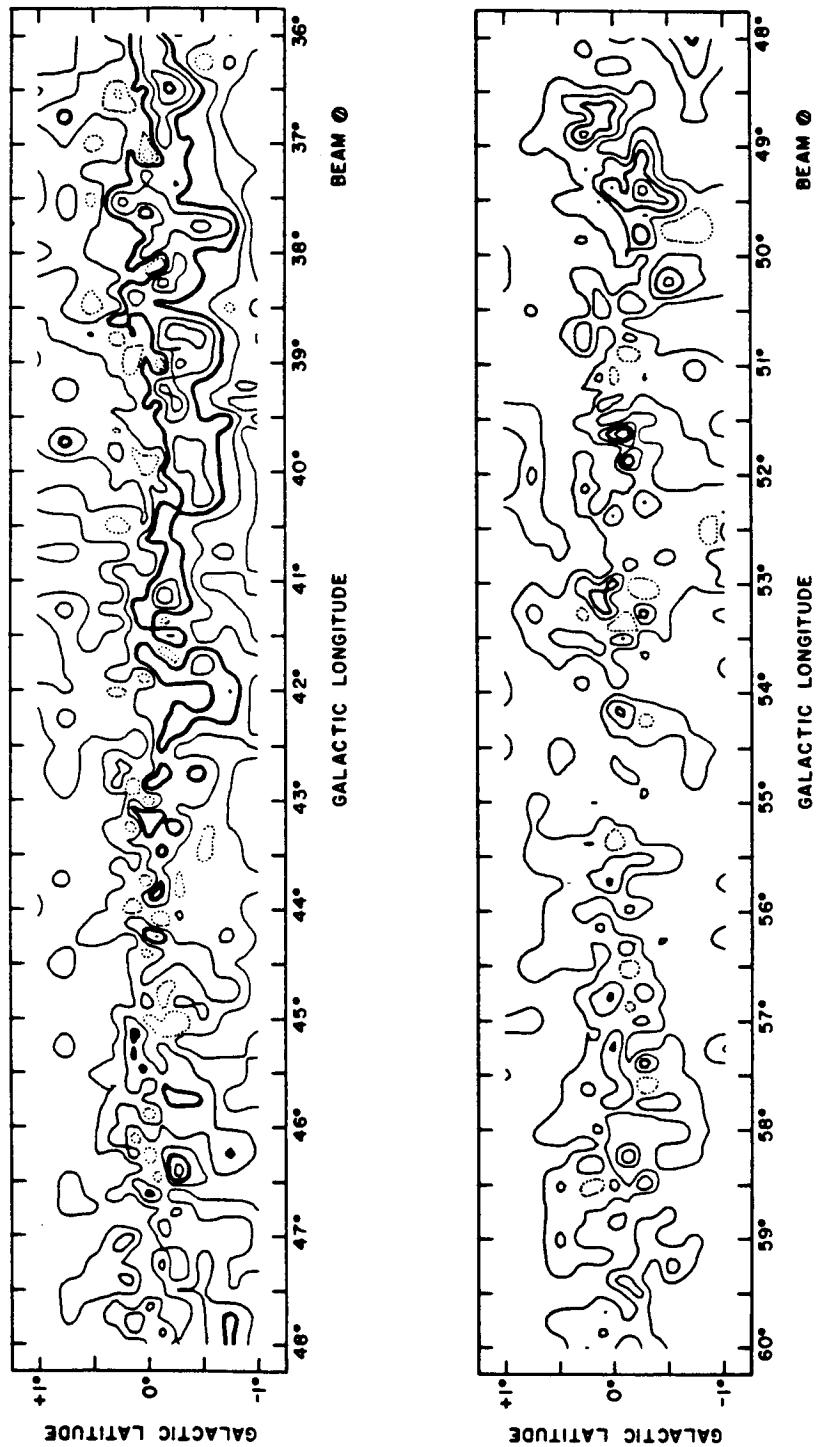 GALACTIC LATITUDE
+1°
0°
-1°
48° 47° 46° 45° 44° 43° 42° 41° 40° 39° 38° 37° 36°
GALACTIC LONGITUDE
BEAM
GALACTIC LATITUDE
+1°
0°
-1°
60° 59° 58° 57° 56° 55° 54° 53° 52° 51° 50° 49° 48°
GALACTIC LONGITUDE
BEAM